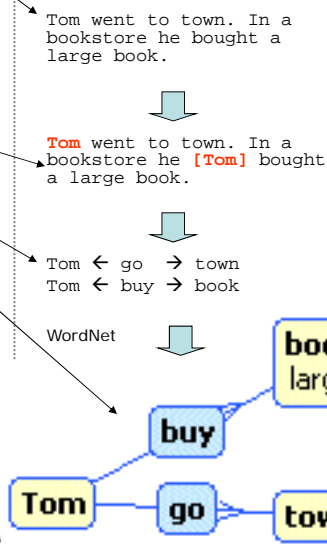 Tom went to town. In a
bookstore he bought a
large book.
Tom went to town. In a
bookstore he [Tom] bought
a large book.
Tom ← go → town
Tom ← buy → book
WordNet
buy
Tom
go